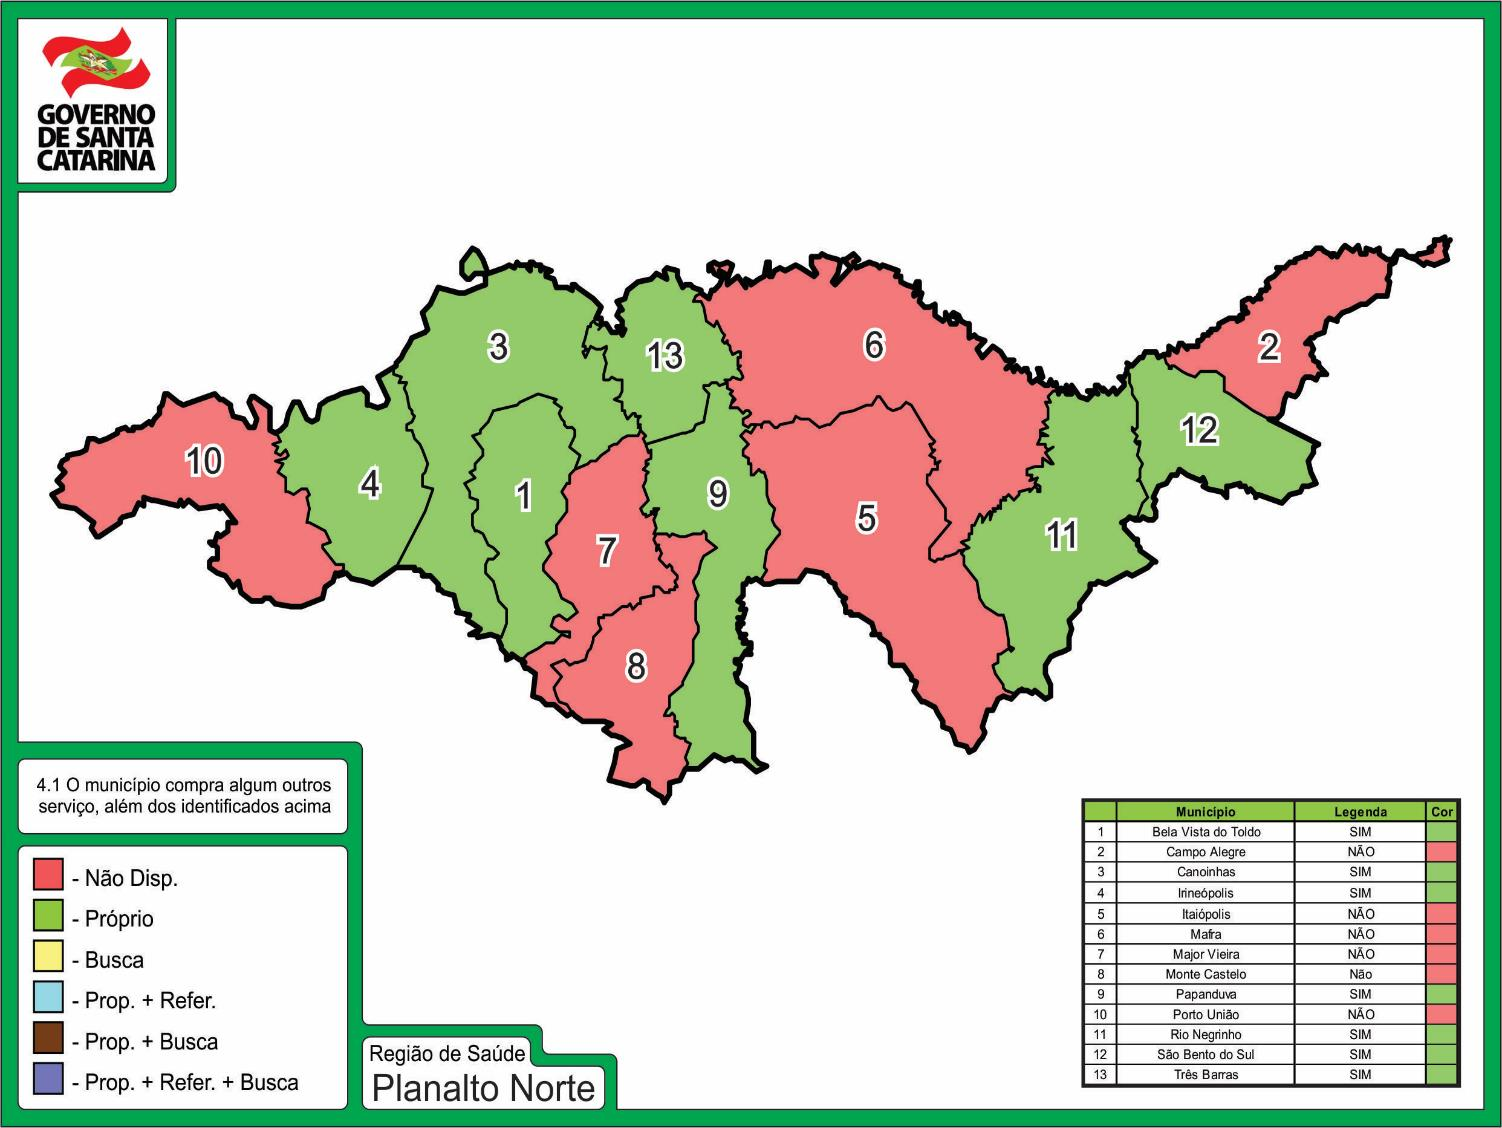 GOVERNO
DE SANTA
CATARINA
3
13
6
2
12
10
4
1
9
5
11
7
8
4.1 O município compra algum outros
serviço, além dos identificados acima
- Não Disp.
- Próprio
- Busca
- Prop. + Refer.
- Prop. + Busca
- Prop. + Refer. + Busca
Região de Saúde
Planalto Norte
Município Legenda Cor
1 Bela Vista do Toldo SIM
2 Campo Alegre NÃO
3 Canoinhas SIM
4 Irineópolis SIM
5 Itaiópolis NÃO
6 Mafra NÃO
7 Major Vieira NÃO
8 Monte Castelo Não
9 Papanduva SIM
10 Porto União NÃO
11 Rio Negrinho SIM
12 São Bento do Sul SIM
13 Três Barras SIM